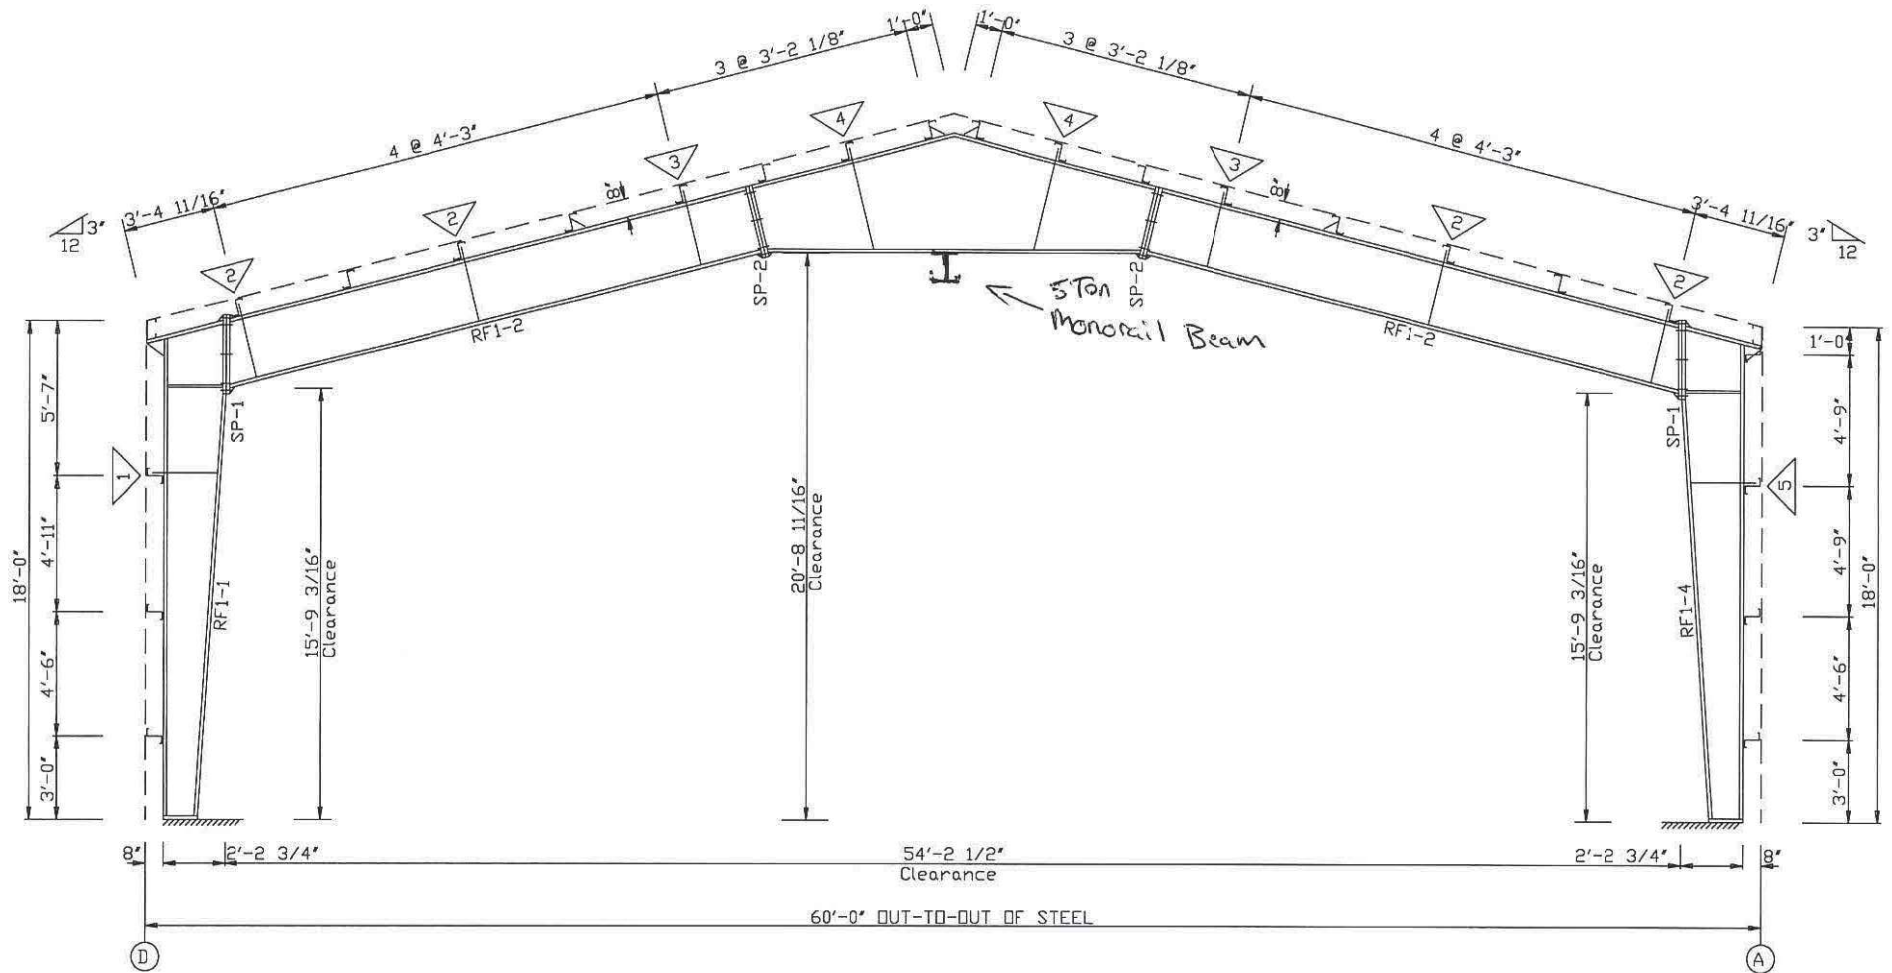 1'-0"
1'-0"
3 @ 3'-2 1/8"
3 @ 3'-2 1/8"
4 @ 4'-3"
4 @ 4'-3"
4
4
3
3
8"
8"
3'-4 11/16"
3'-4 11/16"
3"
12
3"
12
2
2
2
2
SP-2
SP-2
5 Ton
Monorail Beam
RF1-2
RF1-2
SP-1
SP-1
1
5
5'-7"
4'-11"
4'-6"
3'-0"
18'-0"
RF1-1
15'-9 3/16"
Clearance
20'-8 11/16"
Clearance
15'-9 3/16"
Clearance
RF1-4
1'-0"
4'-9"
4'-9"
4'-6"
3'-0"
18'-0"
8"
2'-2 3/4"
54'-2 1/2"
Clearance
2'-2 3/4"
8"
60'-0" OUT-TO-OUT OF STEEL
D
A